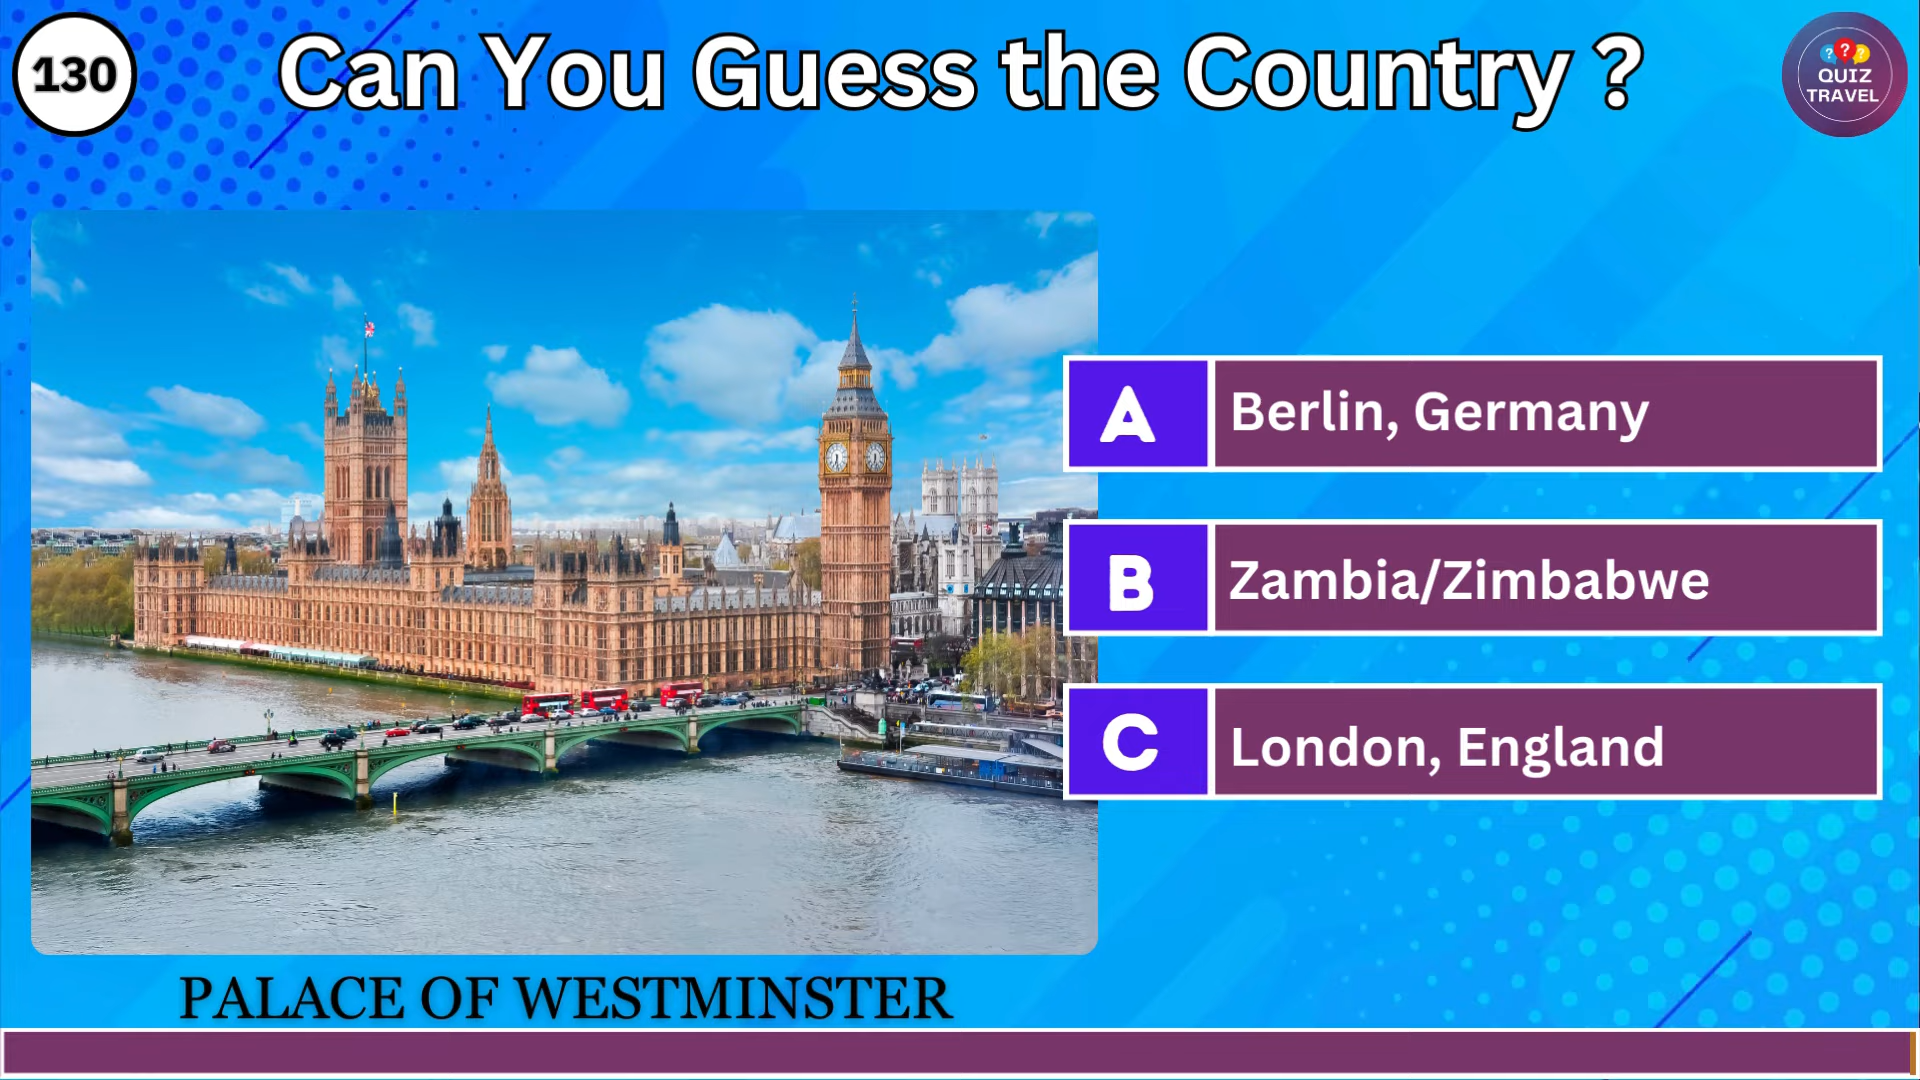 130
Can You Guess the Country ?
? ? ?
QUIZ
TRAVEL
A
Berlin, Germany
B
Zambia/Zimbabwe
C
London, England
PALACE OF WESTMINSTER